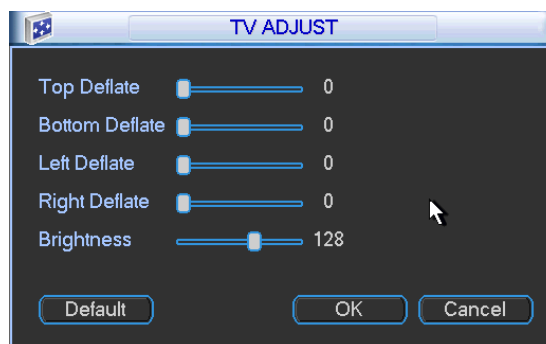 TV ADJUST
Top Deflate 0
Bottom Deflate 0
Left Deflate 0
Right Deflate 0
Brightness 128
Default OK Cancel